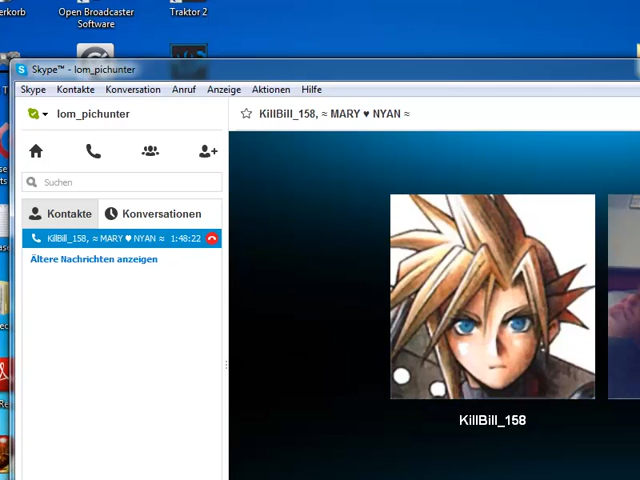 erkorb
Open Broadcaster
Software
Traktor 2
Skype™ - lom_pichunter
Skype Kontakte Konversation Anruf Anzeige Aktionen Hilfe
lom_pichunter
KillBill_158, ≈ MARY ♥ NYAN ≈
Suchen
Kontakte Konversationen
KillBill_158, ≈ MARY ♥ NYAN ≈ 1:48:22
Ältere Nachrichten anzeigen
KillBill_158